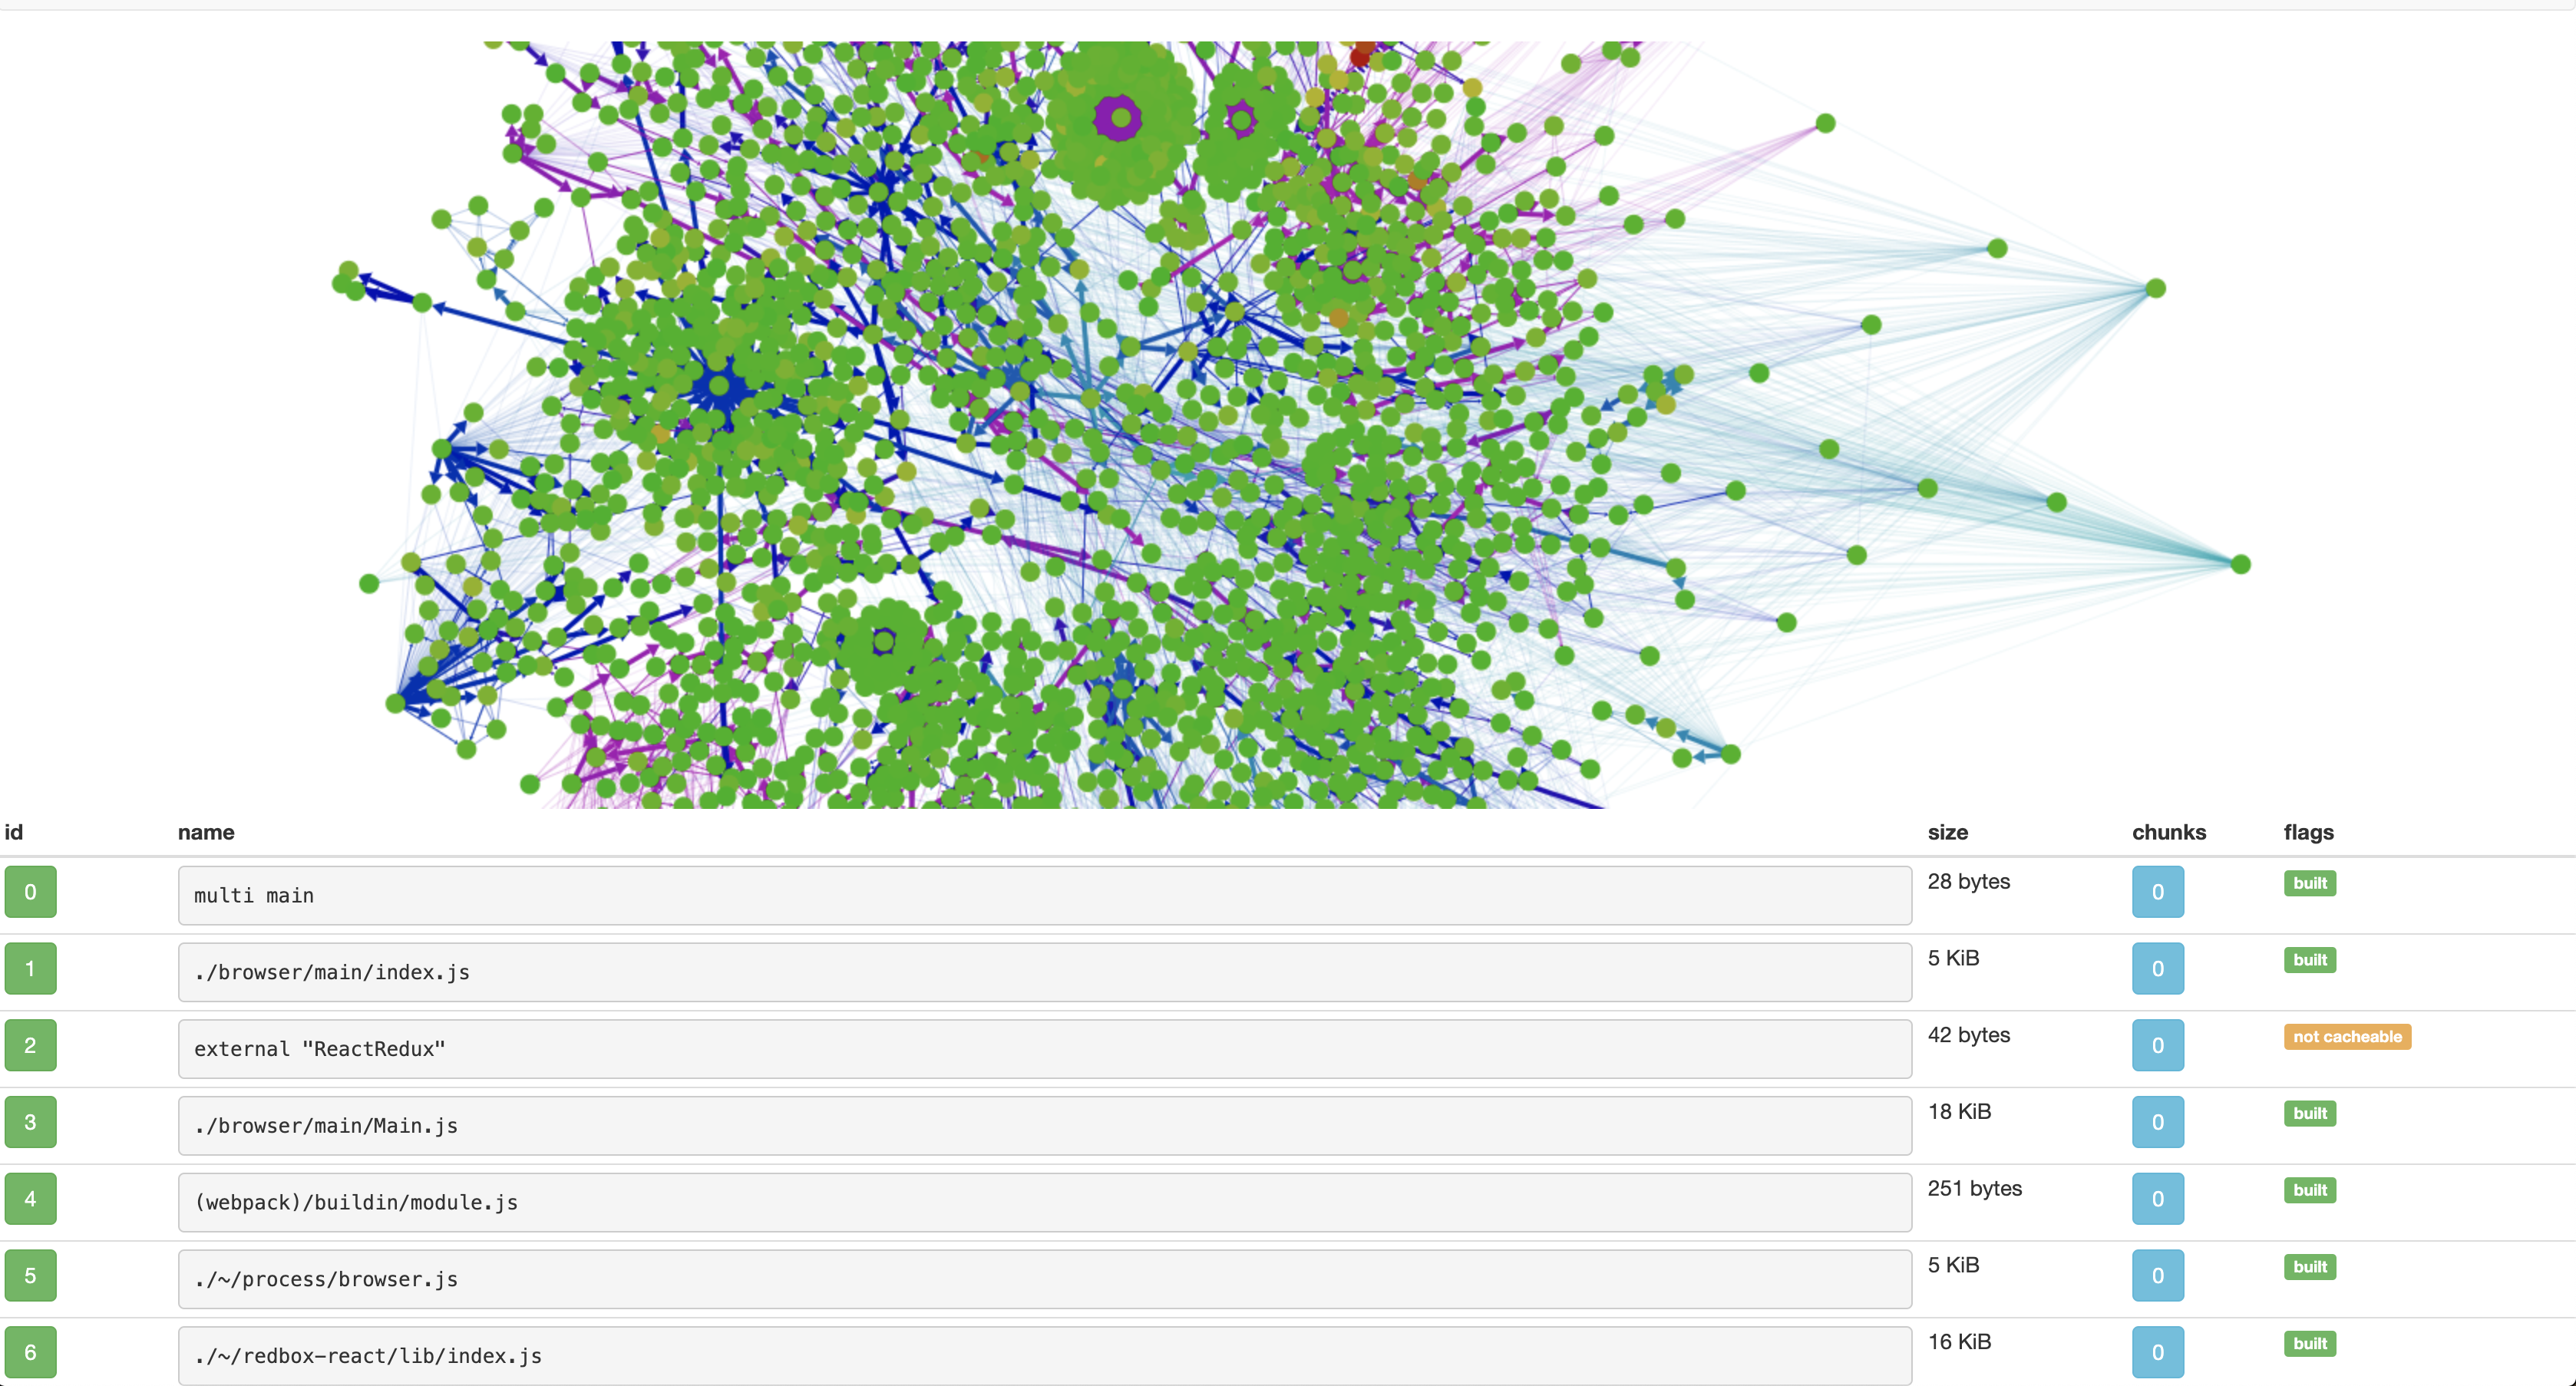 id name size chunks flags
0 multi main 28 bytes 0 built
1 ./browser/main/index.js 5 KiB 0 built
2 external "ReactRedux" 42 bytes 0 not cacheable
3 ./browser/main/Main.js 18 KiB 0 built
4 (webpack)/buildin/module.js 251 bytes 0 built
5 ./~/process/browser.js 5 KiB 0 built
6 ./~/redbox-react/lib/index.js 16 KiB 0 built